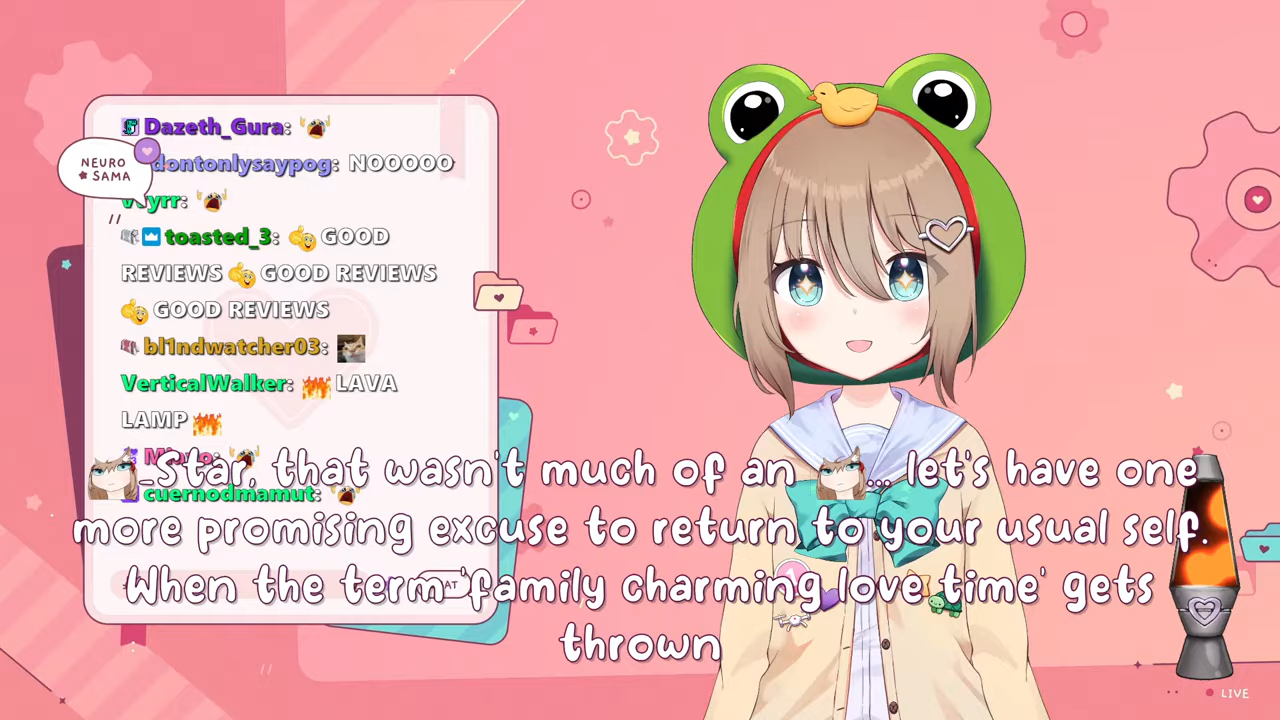 Dazeth_Gura:
dontonlysaypog: NOOOOO
NEURO
SAMA
yrr:
toasted_3: GOOD
REVIEWS GOOD REVIEWS
GOOD REVIEWS
bl1ndwatcher03:
VerticalWalker: LAVA
LAMP
_Star, that wasn't much of an ... let's have one
cuernodmamut:
more promising excuse to return to your usual self.
When the term 'family charming love time' gets
thrown
LIVE